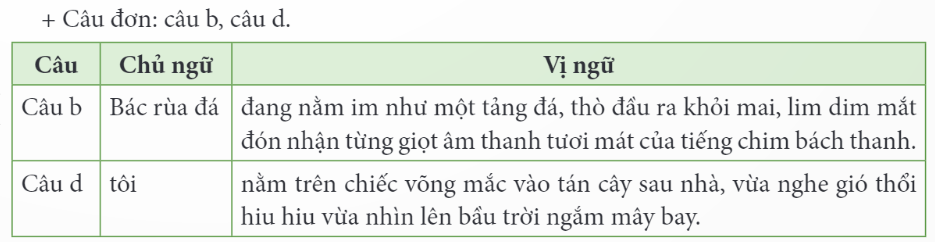 + Câu đơn: câu b, câu d.
Câu Chủ ngữ Vị ngữ
Câu b Bác rùa đá đang nằm im như một tảng đá, thò đầu ra khỏi mai, lim dim mắt
đón nhận từng giọt âm thanh tươi mát của tiếng chim bách thanh.
Câu d tôi nằm trên chiếc võng mắc vào tán cây sau nhà, vừa nghe gió thổi
hiu hiu vừa nhìn lên bầu trời ngắm mây bay.